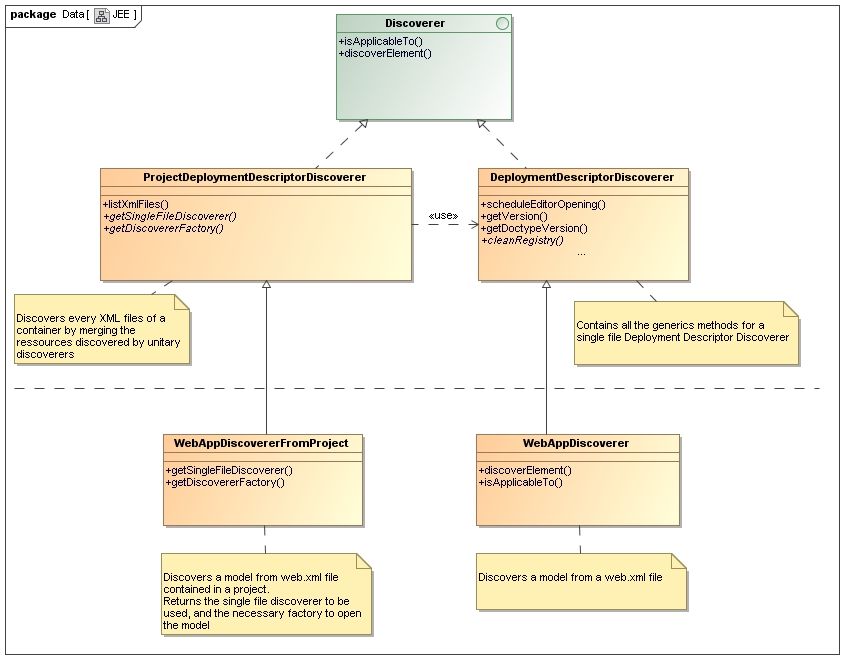 package Data [ JEE ]
Discoverer
+isApplicableTo()
+discoverElement()
ProjectDeploymentDescriptorDiscoverer
+listXmlFiles()
+getSingleFileDiscoverer()
+getDiscovererFactory()
«use»
DeploymentDescriptorDiscoverer
+scheduleEditorOpening()
+getVersion()
+getDoctypeVersion()
+cleanRegistry()
...
Discovers every XML files of a
container by merging the
ressources discovered by unitary
discoverers
Contains all the generics methods for a
single file Deployment Descriptor Discoverer
WebAppDiscovererFromProject
+getSingleFileDiscoverer()
+getDiscovererFactory()
WebAppDiscoverer
+discoverElement()
+isApplicableTo()
Discovers a model from web.xml file
contained in a project.
Returns the single file discoverer to be
used, and the necessary factory to open
the model
Discovers a model from a web.xml file